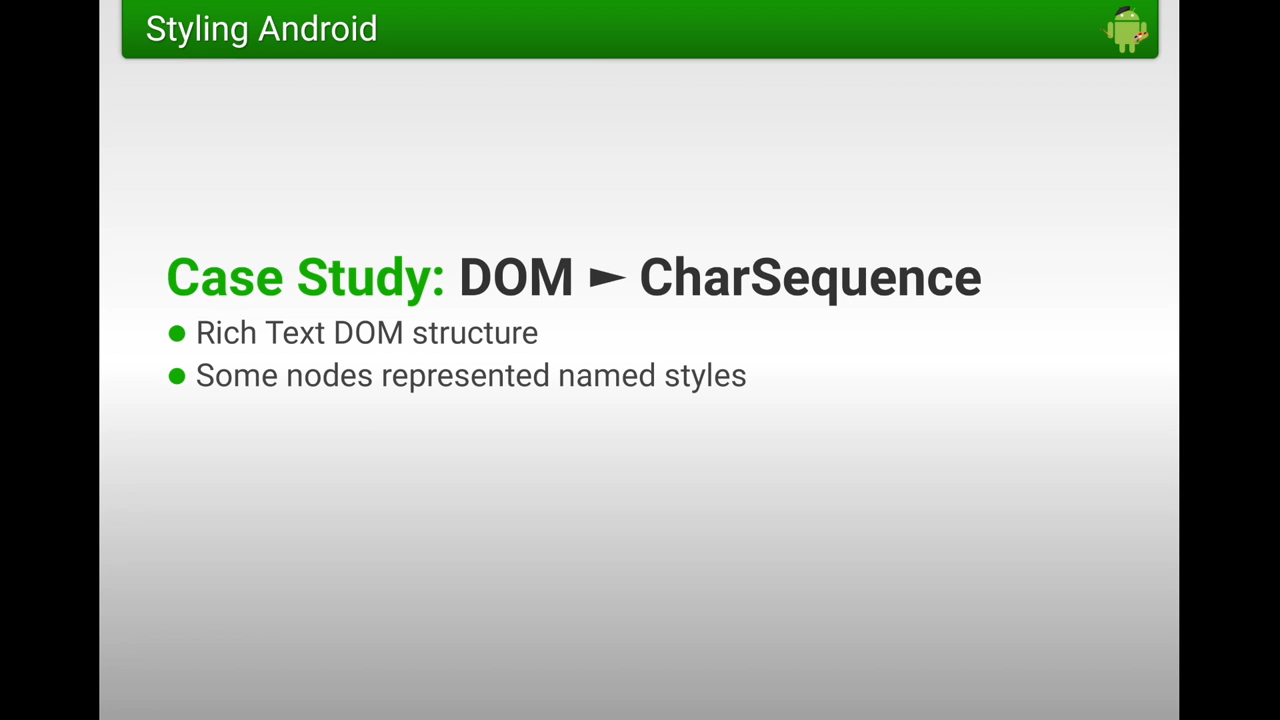 Styling Android
Case Study: DOM ► CharSequence
● Rich Text DOM structure
● Some nodes represented named styles